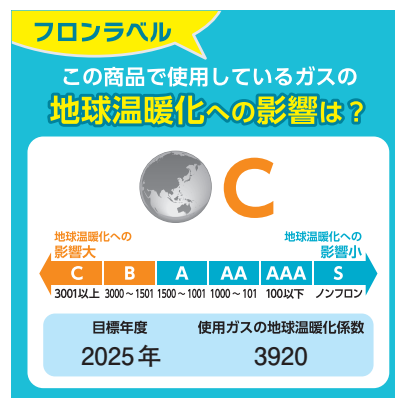 フロンラベル
この商品で使用しているガスの
地球温暖化への影響は？
C
地球温暖化への
影響大
地球温暖化への
影響小
C B A AA AAA S
3001以上 3000～1501 1500～1001 1000～101 100以下 ノンフロン
目標年度 使用ガスの地球温暖化係数
2025年 3920